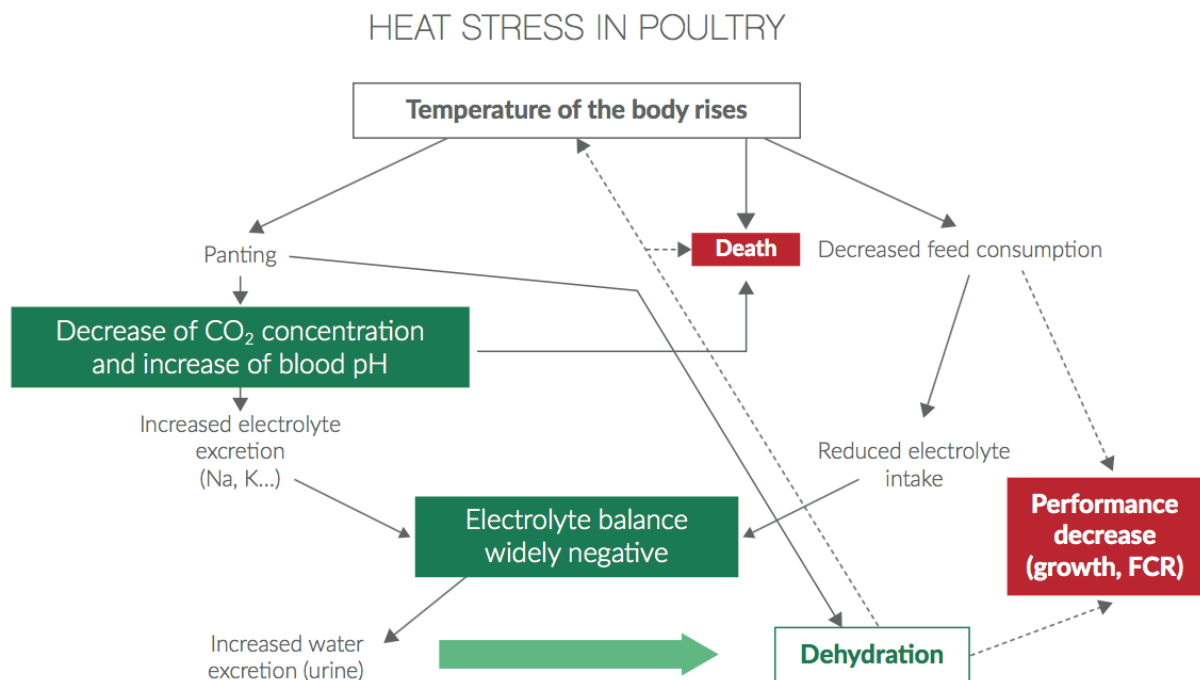 HEAT STRESS IN POULTRY
Temperature of the body rises
Panting
Death
Decreased feed consumption
Decrease of CO₂ concentration
and increase of blood pH
Increased electrolyte
excretion
(Na, K...)
Reduced electrolyte
intake
Electrolyte balance
widely negative
Performance
decrease
(growth, FCR)
Increased water
excretion (urine)
Dehydration